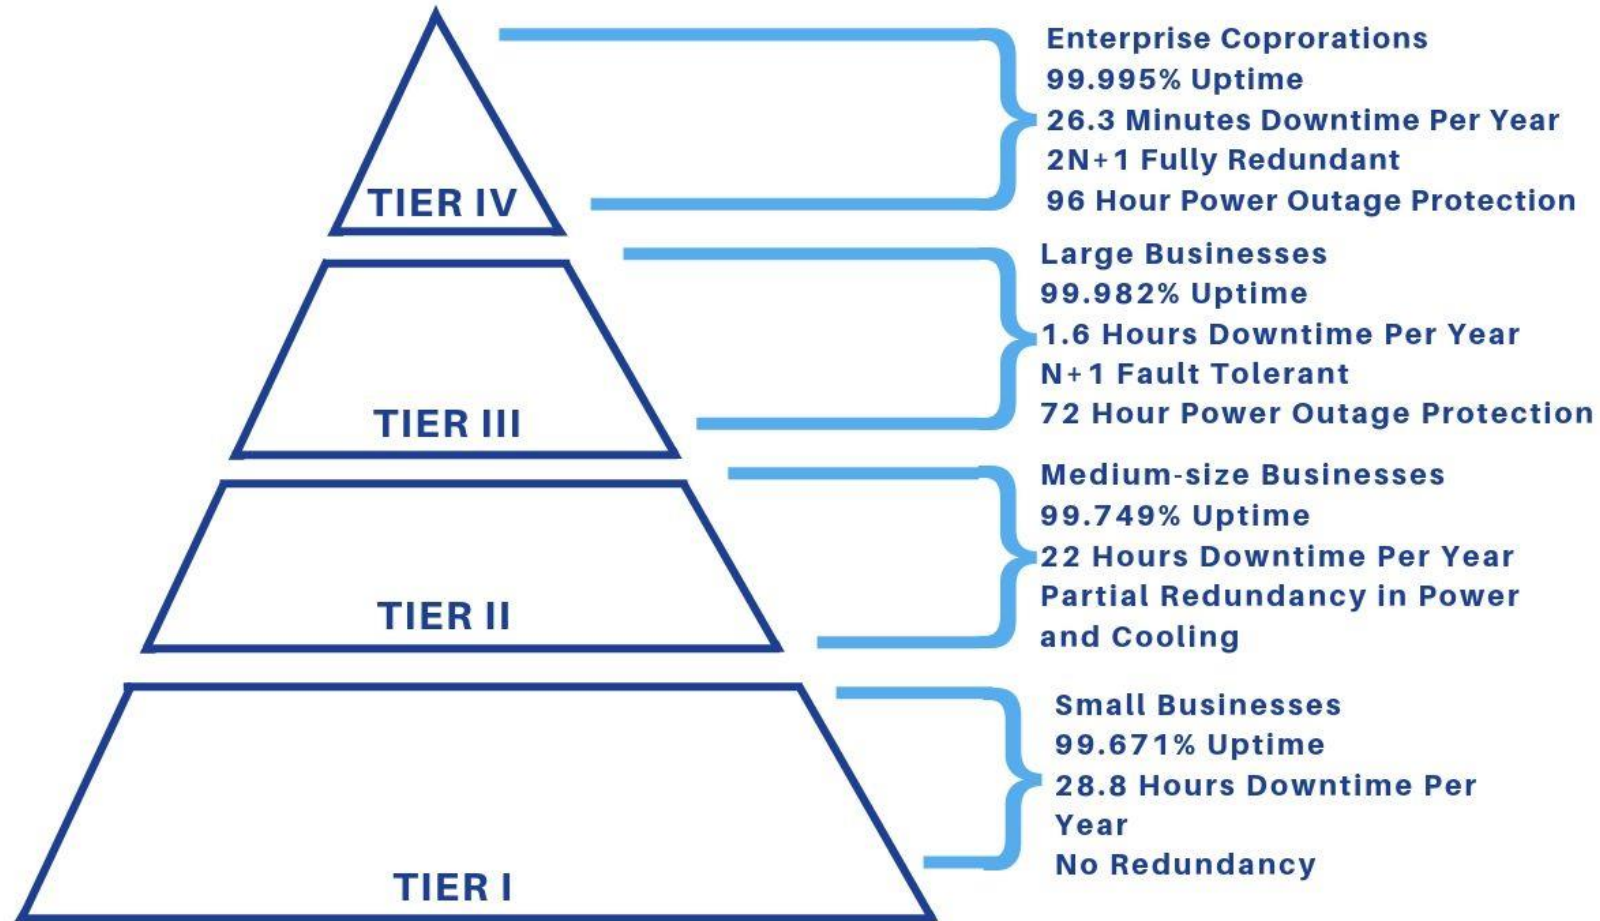 Enterprise Coprorations
99.995% Uptime
26.3 Minutes Downtime Per Year
2N+1 Fully Redundant
96 Hour Power Outage Protection
TIER IV
Large Businesses
99.982% Uptime
1.6 Hours Downtime Per Year
N+1 Fault Tolerant
72 Hour Power Outage Protection
TIER III
Medium-size Businesses
99.749% Uptime
22 Hours Downtime Per Year
Partial Redundancy in Power
and Cooling
TIER II
Small Businesses
99.671% Uptime
28.8 Hours Downtime Per
Year
No Redundancy
TIER I